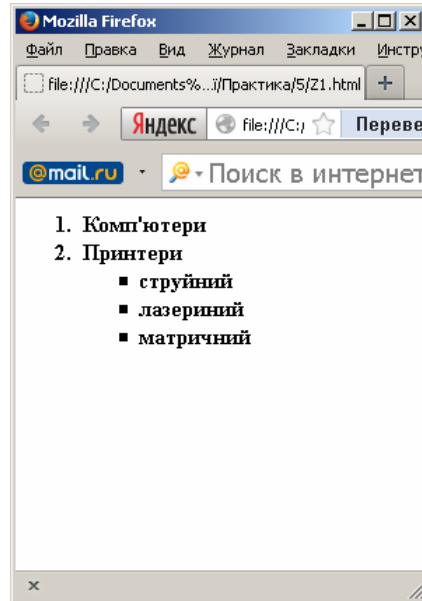 Mozilla Firefox
Файл Правка Вид Журнал Закладки Инстру
file:///C:/Documents%...ї/Практика/5/Z1.html +
Яндекс file:///C:/ Переве
@mail.ru Поиск в интернет
1. Комп'ютери
2. Принтери
струйний
лазериний
матричний
x